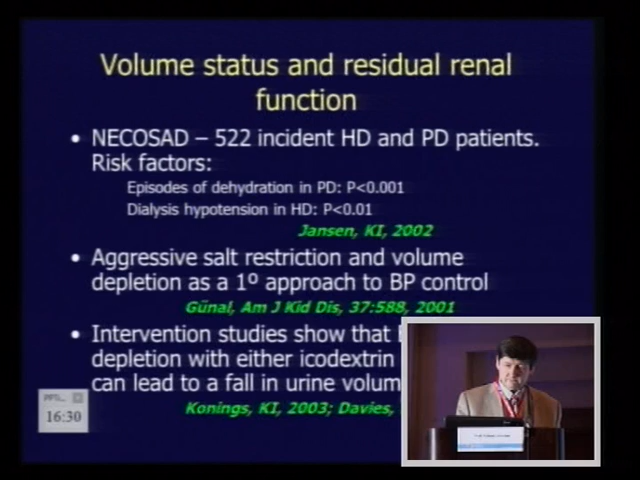 Volume status and residual renal
function
• NECOSAD – 522 incident HD and PD patients.
Risk factors:
Episodes of dehydration in PD: P<0.001
Dialysis hypotension in HD: P<0.01
Jansen, KI, 2002
• Aggressive salt restriction and volume
depletion as a 1º approach to BP control
Günal, Am J Kid Dis, 37:588, 2001
• Intervention studies show that
depletion with either icodextrin
can lead to a fall in urine volum
Konings, KI, 2003; Davies,
16:30